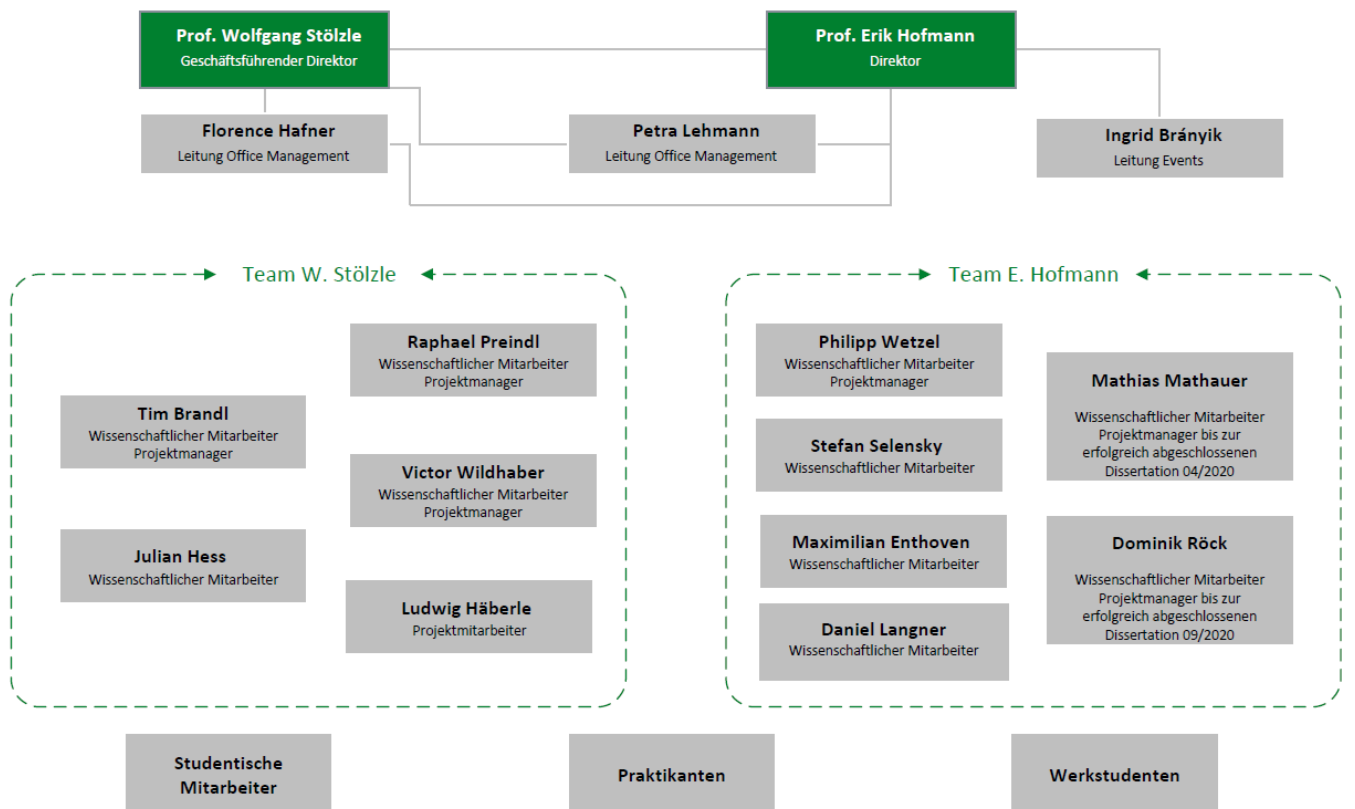 Prof. Wolfgang Stölzle
Geschäftsführender Direktor
Prof. Erik Hofmann
Direktor
Florence Hafner
Leitung Office Management
Petra Lehmann
Leitung Office Management
Ingrid Brányik
Leitung Events
Team W. Stölzle
Raphael Preindl
Wissenschaftlicher Mitarbeiter
Projektmanager
Tim Brandl
Wissenschaftlicher Mitarbeiter
Projektmanager
Victor Wildhaber
Wissenschaftlicher Mitarbeiter
Projektmanager
Julian Hess
Wissenschaftlicher Mitarbeiter
Ludwig Häberle
Projektmitarbeiter
Team E. Hofmann
Philipp Wetzel
Wissenschaftlicher Mitarbeiter
Projektmanager
Mathias Mathauer
Wissenschaftlicher Mitarbeiter
Projektmanager bis zur
erfolgreich abgeschlossenen
Dissertation 04/2020
Stefan Selensky
Wissenschaftlicher Mitarbeiter
Maximilian Enthoven
Wissenschaftlicher Mitarbeiter
Dominik Röck
Wissenschaftlicher Mitarbeiter
Projektmanager bis zur
erfolgreich abgeschlossenen
Dissertation 09/2020
Daniel Langner
Wissenschaftlicher Mitarbeiter
Studentische
Mitarbeiter
Praktikanten
Werkstudenten